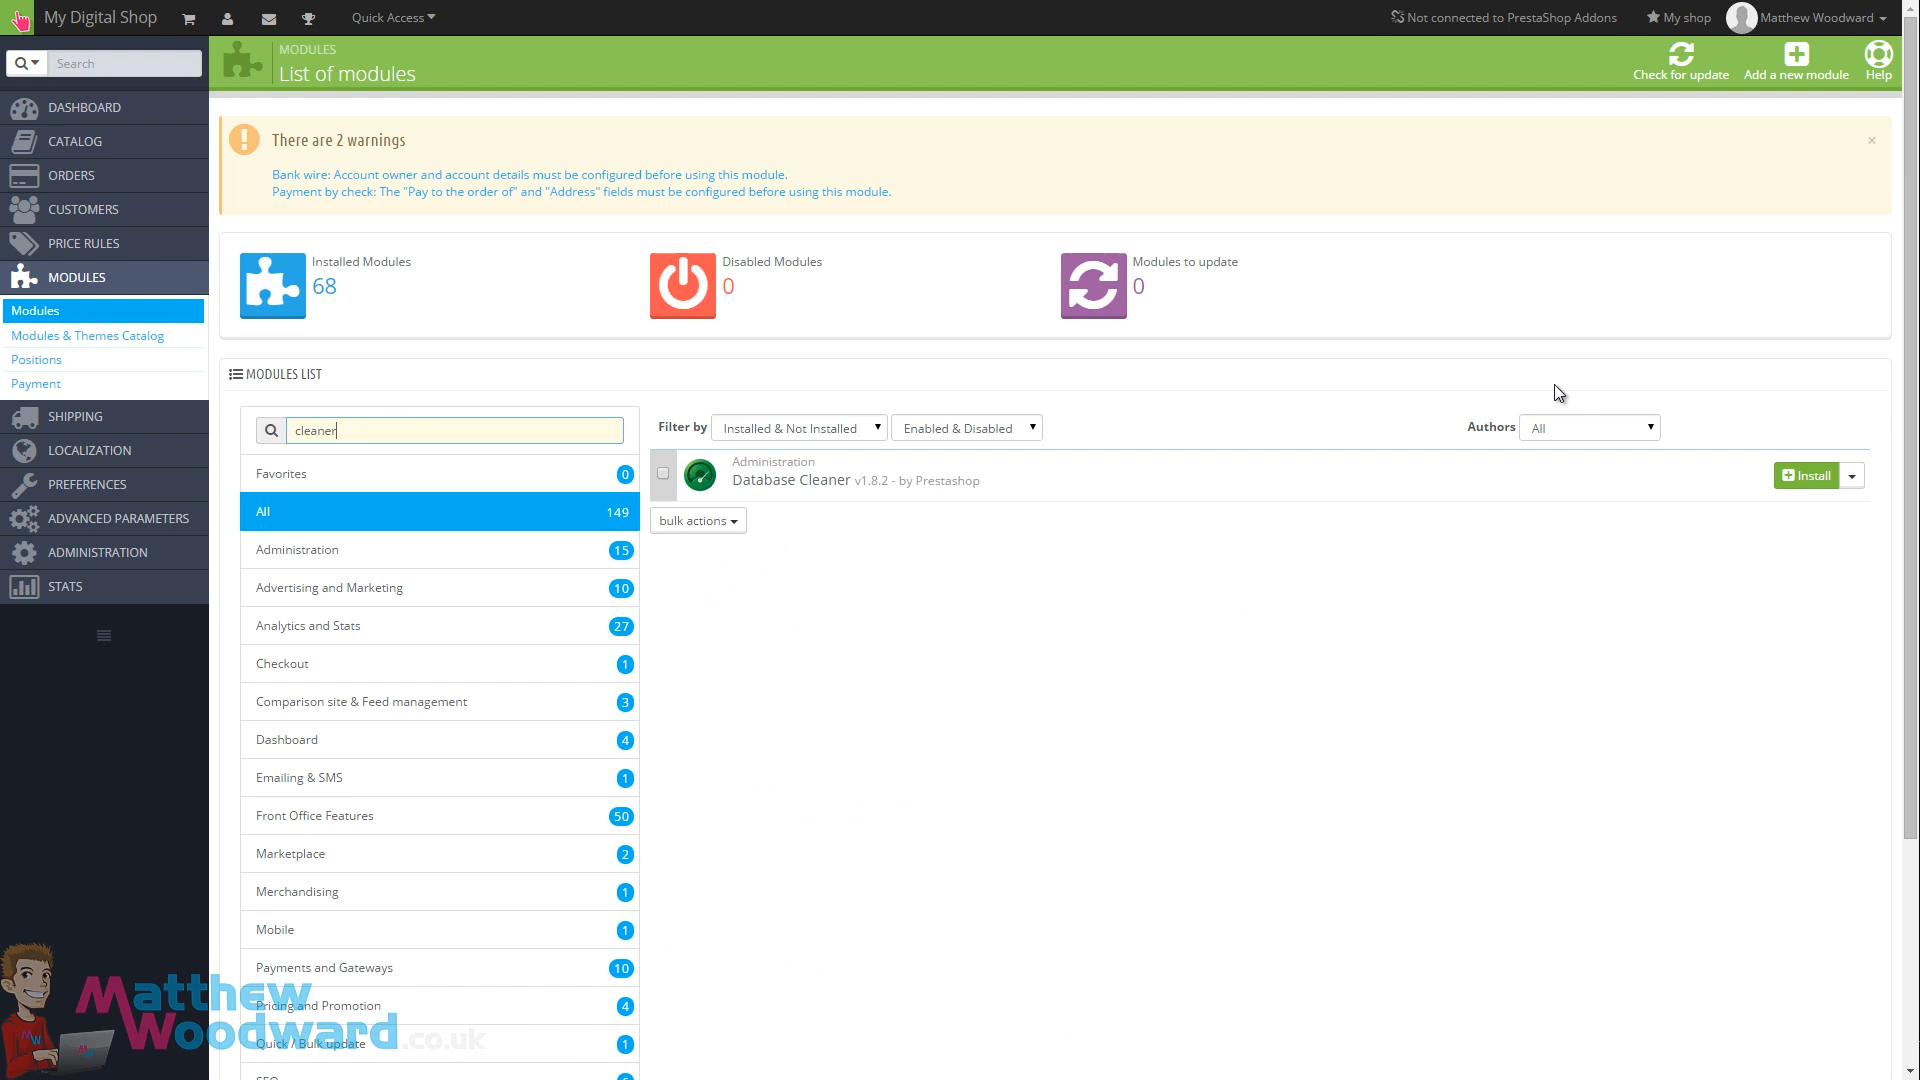 My Digital Shop
Quick Access
Not connected to PrestaShop Addons
My shop
Matthew Woodward
Search
MODULES
List of modules
Check for update
Add a new module
Help
DASHBOARD
CATALOG
ORDERS
CUSTOMERS
PRICE RULES
MODULES
Modules
Modules & Themes Catalog
Positions
Payment
SHIPPING
LOCALIZATION
PREFERENCES
ADVANCED PARAMETERS
ADMINISTRATION
STATS
There are 2 warnings
×
Bank wire: Account owner and account details must be configured before using this module.
Payment by check: The "Pay to the order of" and "Address" fields must be configured before using this module.
Installed Modules
68
Disabled Modules
0
Modules to update
0
MODULES LIST
cleaner
Filter by
Installed & Not Installed
Enabled & Disabled
Authors
All
Favorites 0
All 149
Administration 15
Advertising and Marketing 10
Analytics and Stats 27
Checkout 1
Comparison site & Feed management 3
Dashboard 4
Emailing & SMS 1
Front Office Features 50
Marketplace 2
Merchandising 1
Mobile 1
Payments and Gateways 10
Pricing and Promotion 4
Quick / Bulk update 1
SEO
Administration
Database Cleaner v1.8.2 - by Prestashop
Install
bulk actions
Matthew
Woodward.co.uk
MW